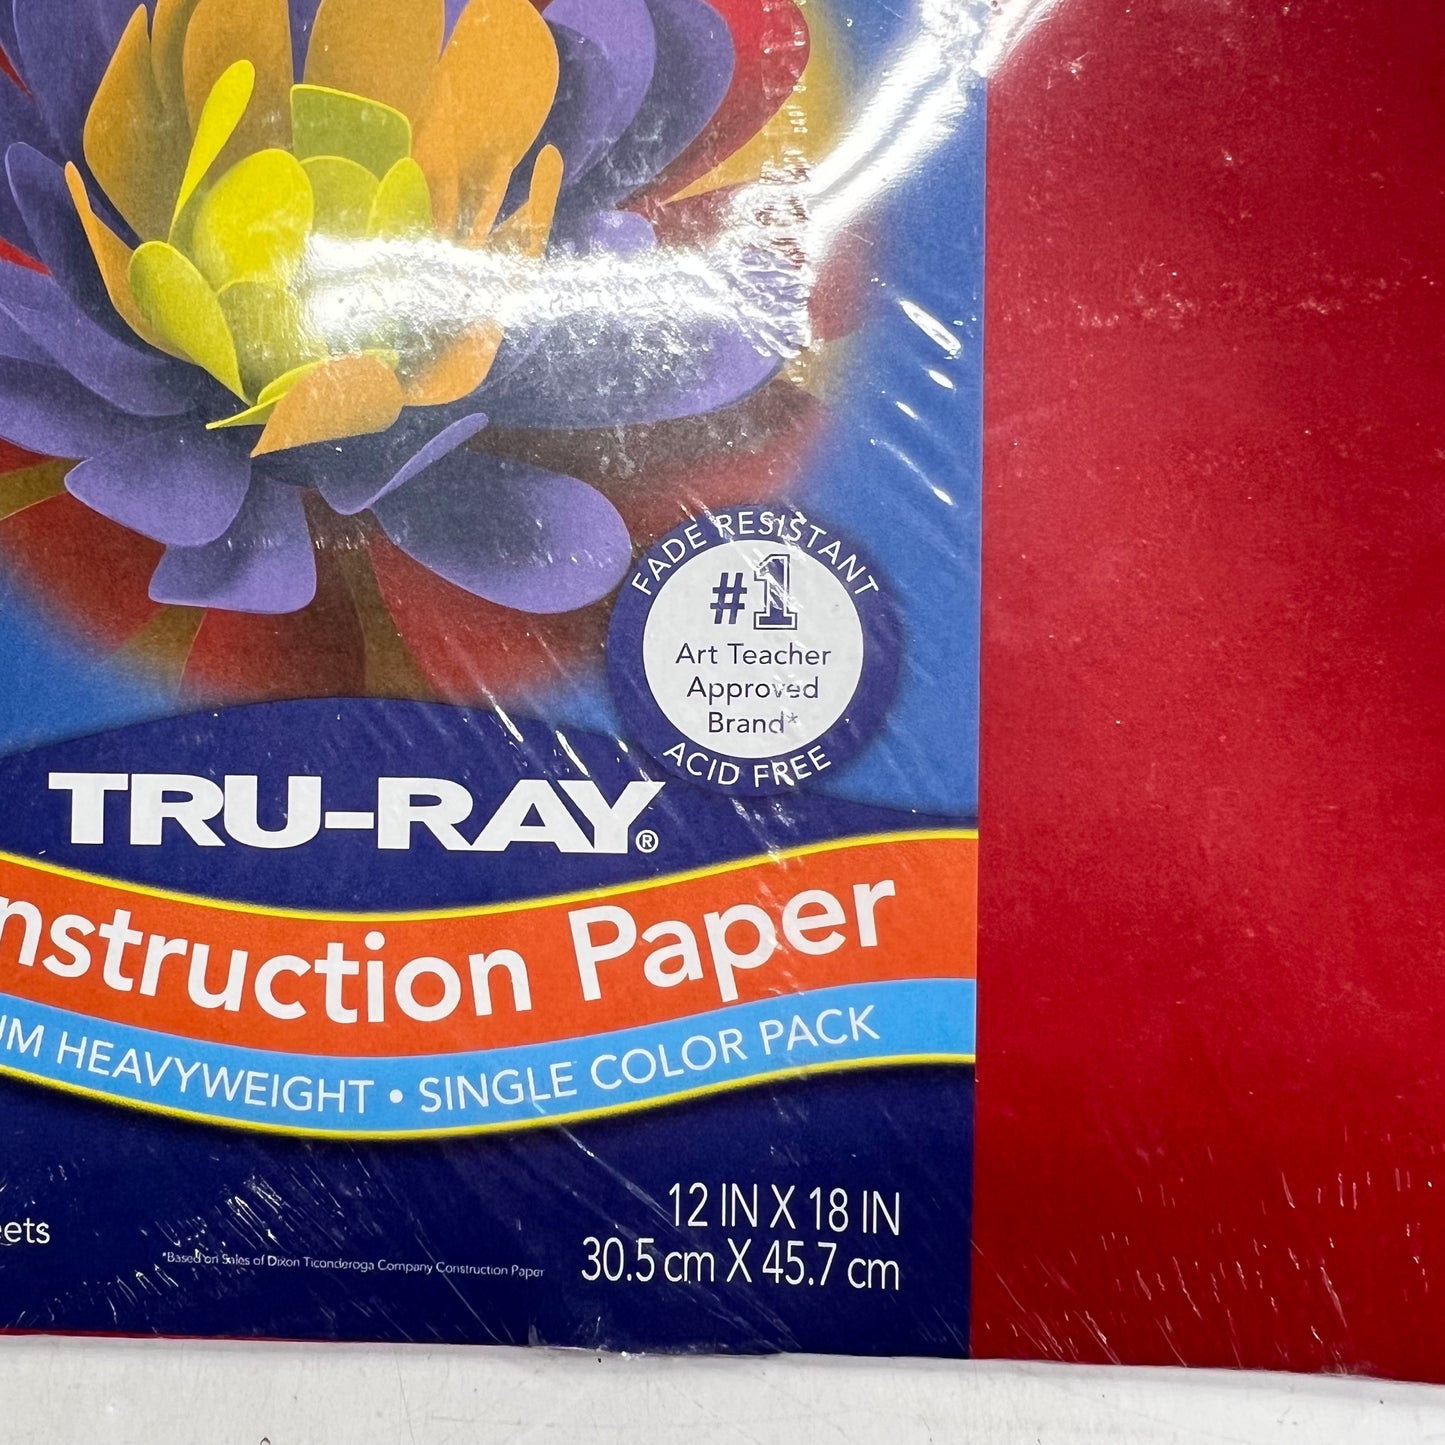 FADE RESISTANT
#1
Art Teacher
Approved
Brand*
ACID FREE
TRU-RAY®
nstruction Paper
UM HEAVYWEIGHT • SINGLE COLOR PACK
12 IN X 18 IN
30.5 cm X 45.7 cm
eets
*Based on Sales of Dixon Ticonderoga Company Construction Paper